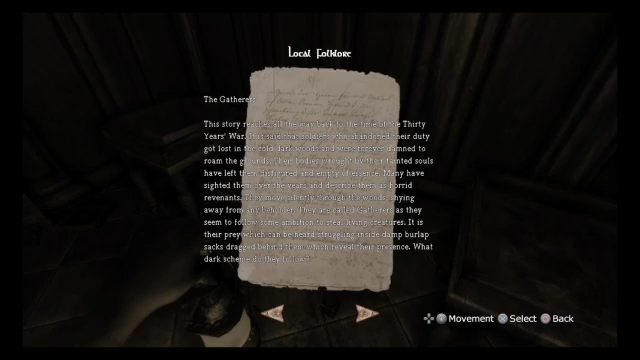 Local Folklore
The Gatherers
This story reaches all the way back to the time of the Thirty
Years' War. It is said that soldiers who abandoned their duty
got lost in the cold dark woods and were forever damned to
roam the grounds. Their bodies wrought by their tainted souls
have left them disfigured and empty of essence. Many have
sighted them over the years and describe them as horrid
revenants. They move silently through the woods shying
away from any beholder. They are called Gatherers as they
seem to follow some ambition to steal living creatures. It is
their prey which can be heard struggling inside damp burlap
sacks dragged behind them which reveal their presence. What
dark scheme do they follow?
Movement Select Back